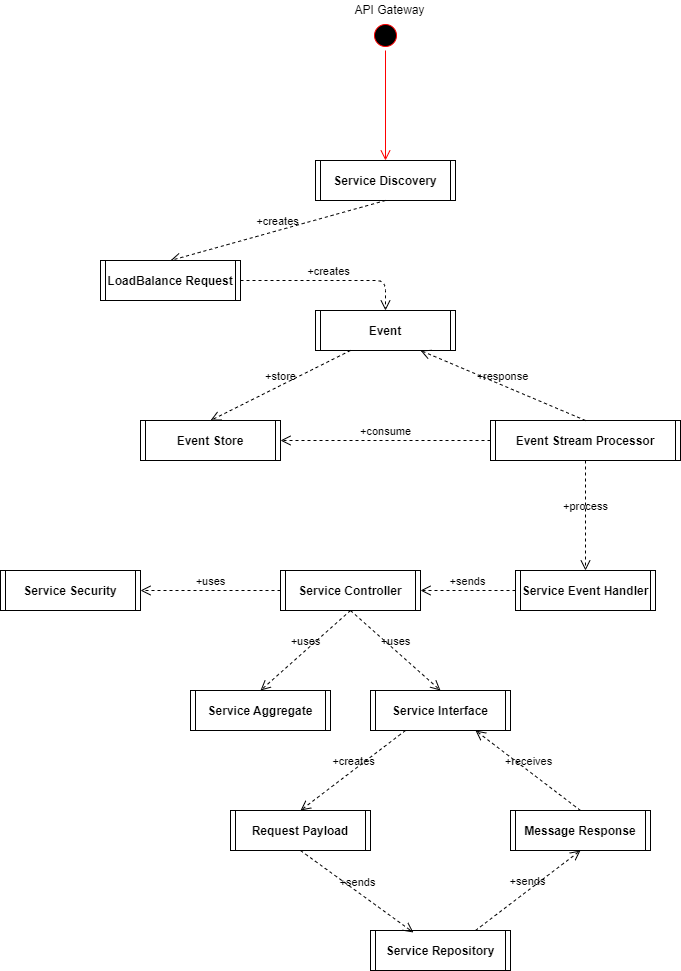 API Gateway
Service Discovery
+creates
LoadBalance Request
+creates
Event
+store
+response
Event Store
+consume
Event Stream Processor
+process
Service Security
+uses
Service Controller
+sends
Service Event Handler
+uses
+uses
Service Aggregate
Service Interface
+creates
+receives
Request Payload
Message Response
+sends
+sends
Service Repository